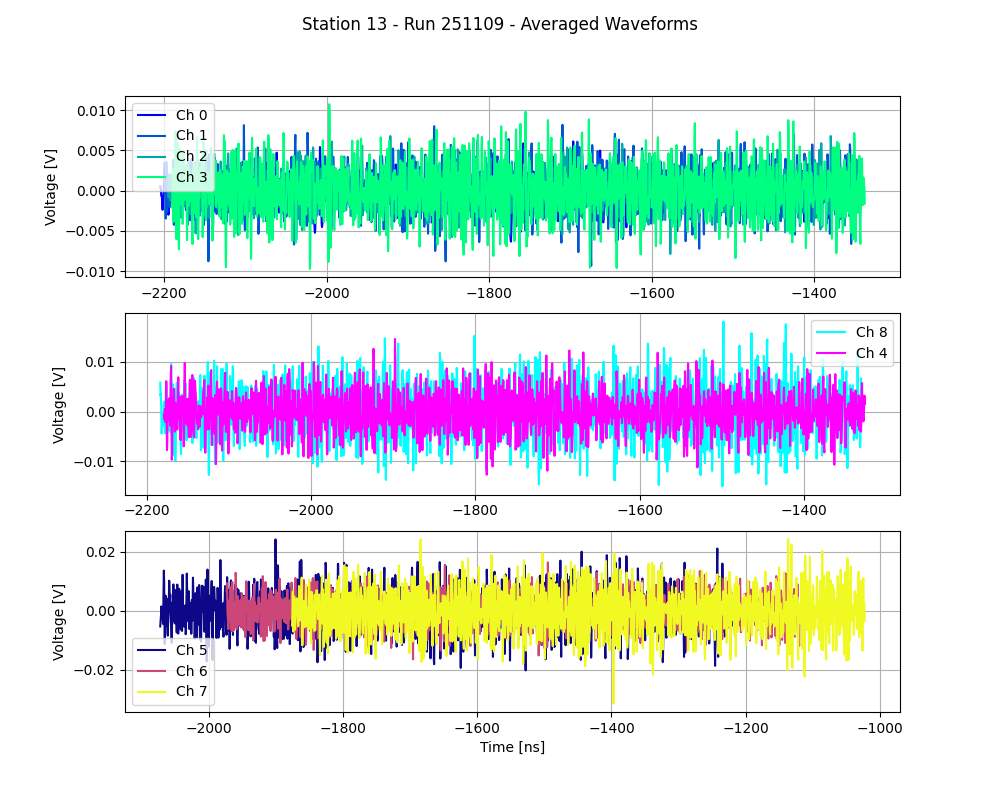 Station 13 - Run 251109 - Averaged Waveforms
Voltage [V]
0.010
0.005
0.000
−0.005
−0.010
Ch 0
Ch 1
Ch 2
Ch 3
−2200
−2000
−1800
−1600
−1400
Voltage [V]
0.01
0.00
−0.01
Ch 8
Ch 4
−2200
−2000
−1800
−1600
−1400
Voltage [V]
0.02
0.00
−0.02
Ch 5
Ch 6
Ch 7
−2000
−1800
−1600
−1400
−1200
−1000
Time [ns]